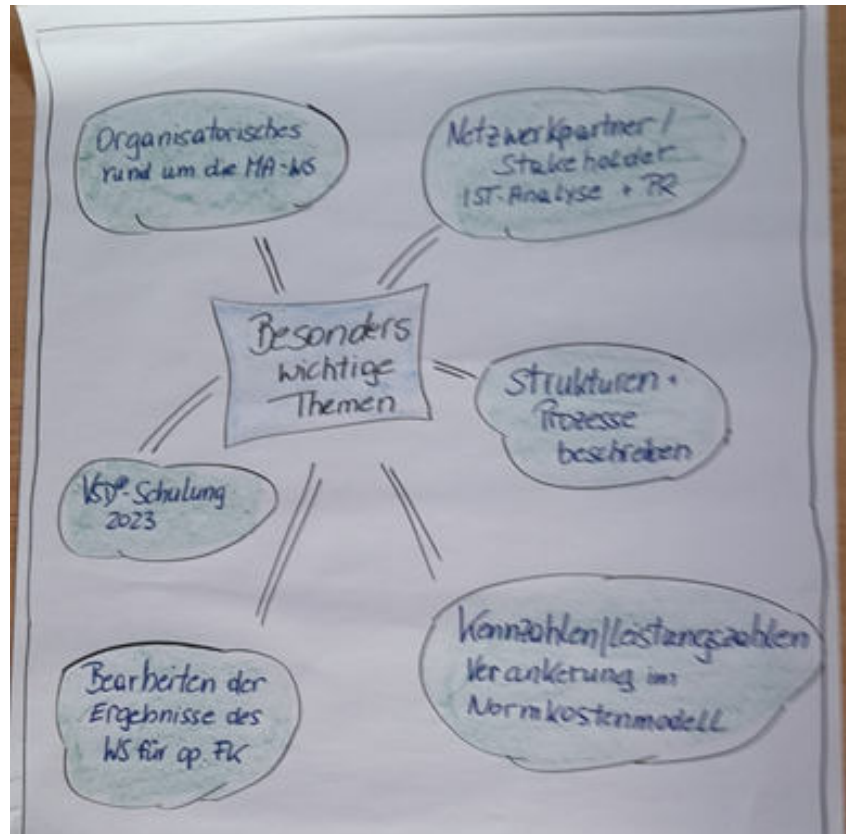 Organisatorisches
rund um die MA-WS
Netzwerkpartner/
Stakeholder
IST-Analyse + PR
Besonders
wichtige
Themen
Strukturen +
Prozesse
beschreiben
VSD®-Schulung
2023
Kennzahlen/Leistungszahlen
Verankerung im
Normkostenmodell
Bearbeiten der
Ergebnisse des
WS für op. FK